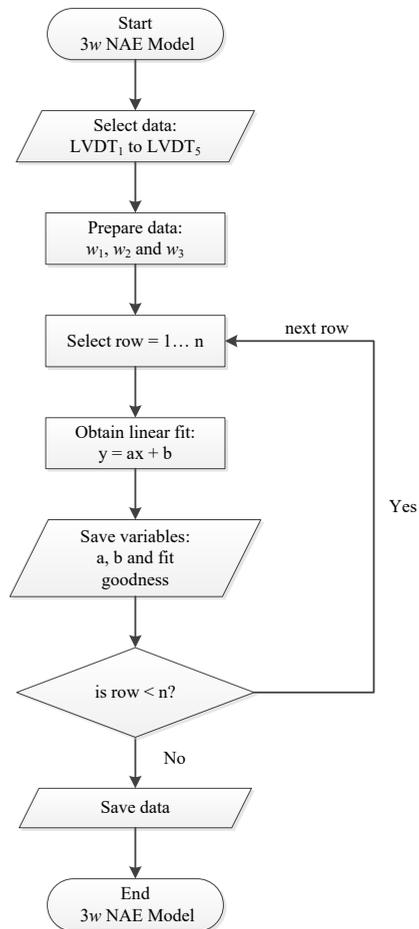 Start
3w NAE Model
Select data:
LVDT₁ to LVDT₅
Prepare data:
w₁, w₂ and w₃
next row
Select row = 1… n
Obtain linear fit:
y = ax + b
Yes
Save variables:
a, b and fit
goodness
is row < n?
No
Save data
End
3w NAE Model